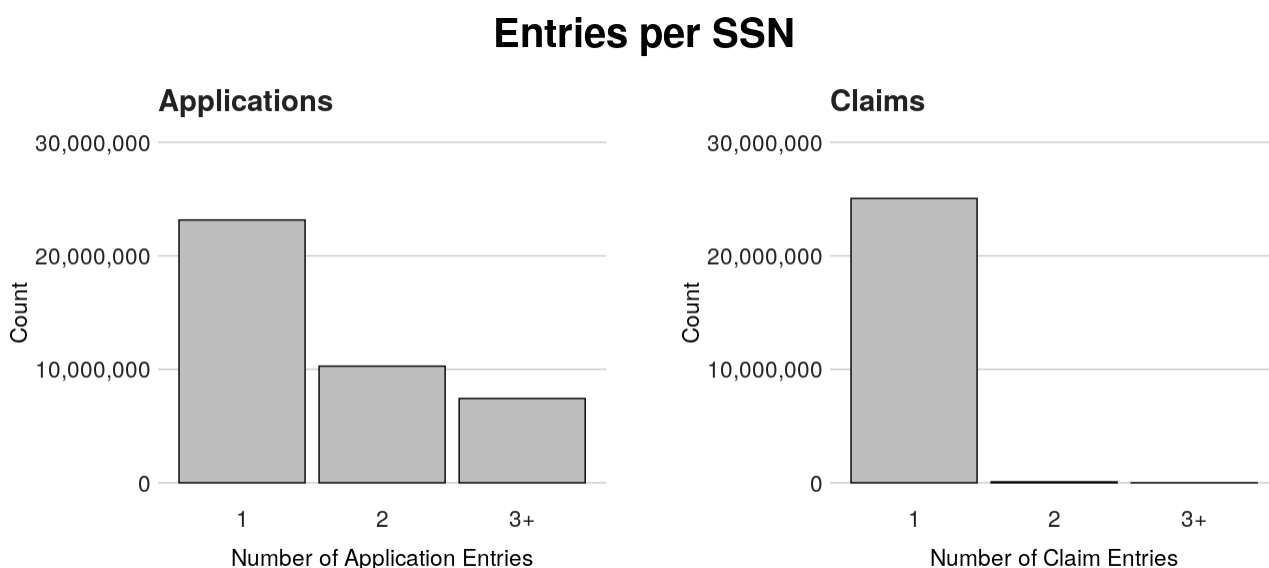 Entries per SSN
Applications
30,000,000
20,000,000
10,000,000
0
Count
1 2 3+
Number of Application Entries
Claims
30,000,000
20,000,000
10,000,000
0
Count
1 2 3+
Number of Claim Entries